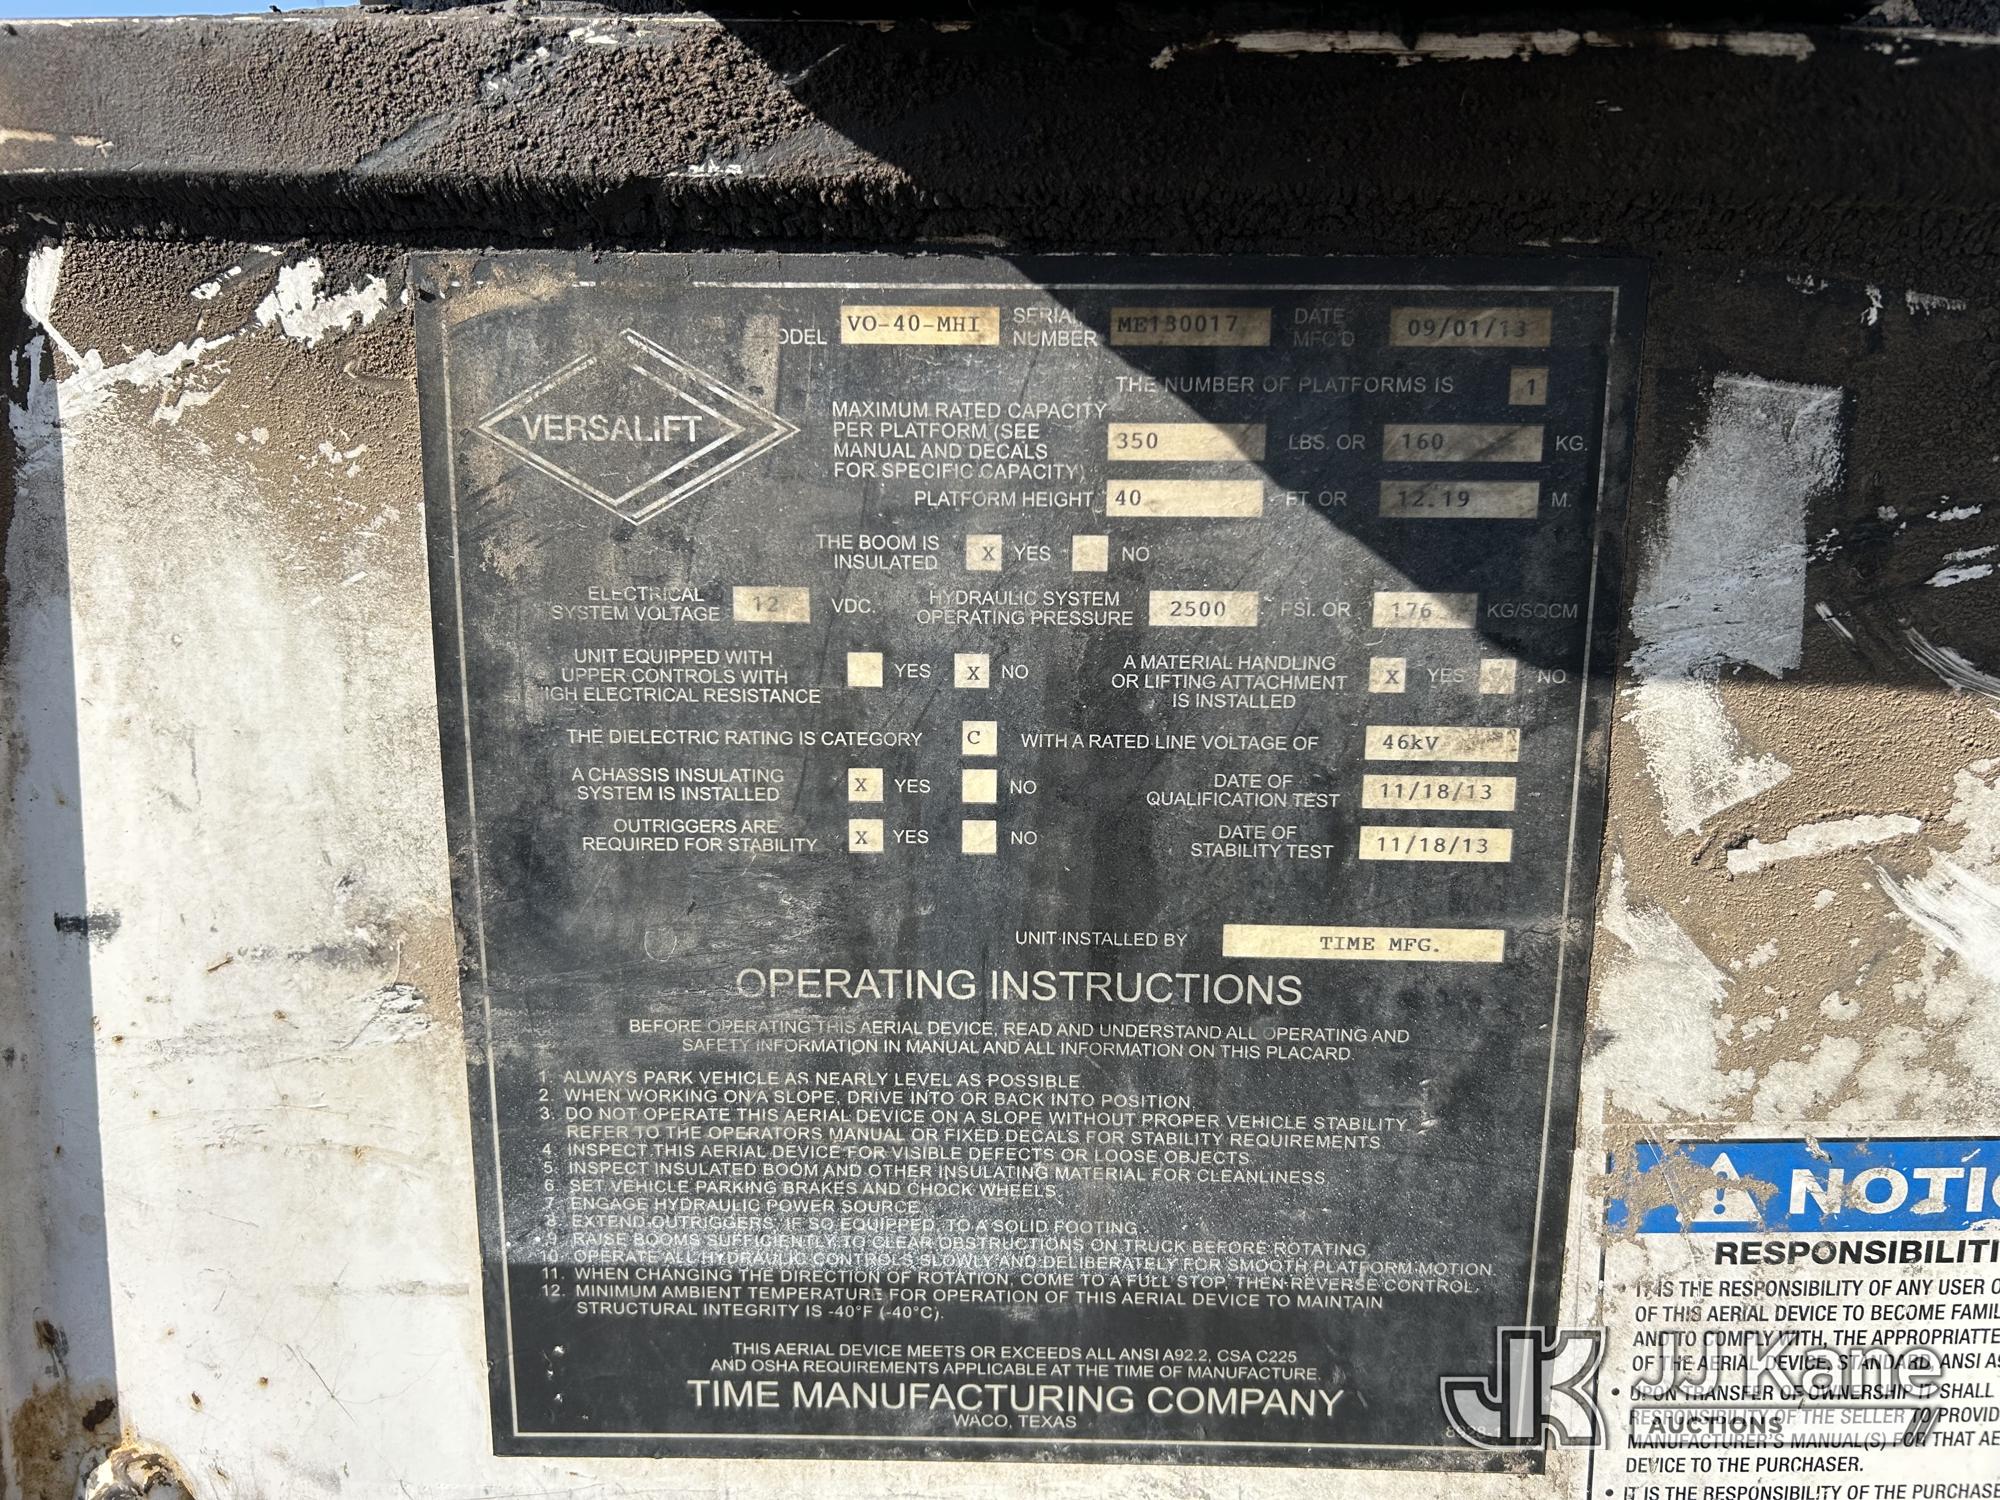 ODEL VO-40-MHI SERIAL NUMBER ME130017 DATE MFC'D 09/01/13
THE NUMBER OF PLATFORMS IS 1
VERSALIFT
MAXIMUM RATED CAPACITY
PER PLATFORM (SEE
MANUAL AND DECALS
FOR SPECIFIC CAPACITY)
350 LBS. OR 160 KG.
PLATFORM HEIGHT 40 FT. OR 12.19 M.
THE BOOM IS
INSULATED
X YES NO
ELECTRICAL
SYSTEM VOLTAGE
12 VDC.
HYDRAULIC SYSTEM
OPERATING PRESSURE
2500 PSI. OR 176 KG/SQCM
UNIT EQUIPPED WITH
UPPER CONTROLS WITH
IGH ELECTRICAL RESISTANCE
YES X NO
A MATERIAL HANDLING
OR LIFTING ATTACHMENT
IS INSTALLED
X YES NO
THE DIELECTRIC RATING IS CATEGORY C WITH A RATED LINE VOLTAGE OF 46kV
A CHASSIS INSULATING
SYSTEM IS INSTALLED
X YES NO
DATE OF
QUALIFICATION TEST
11/18/13
OUTRIGGERS ARE
REQUIRED FOR STABILITY
X YES NO
DATE OF
STABILITY TEST
11/18/13
UNIT INSTALLED BY TIME MFG.
OPERATING INSTRUCTIONS
BEFORE OPERATING THIS AERIAL DEVICE, READ AND UNDERSTAND ALL OPERATING AND
SAFETY INFORMATION IN MANUAL AND ALL INFORMATION ON THIS PLACARD.
1. ALWAYS PARK VEHICLE AS NEARLY LEVEL AS POSSIBLE.
2. WHEN WORKING ON A SLOPE, DRIVE INTO OR BACK INTO POSITION.
3. DO NOT OPERATE THIS AERIAL DEVICE ON A SLOPE WITHOUT PROPER VEHICLE STABILITY
REFER TO THE OPERATORS MANUAL OR FIXED DECALS FOR STABILITY REQUIREMENTS.
4. INSPECT THIS AERIAL DEVICE FOR VISIBLE DEFECTS OR LOOSE OBJECTS.
5. INSPECT INSULATED BOOM AND OTHER INSULATING MATERIAL FOR CLEANLINESS.
6. SET VEHICLE PARKING BRAKES AND CHOCK WHEELS.
7. ENGAGE HYDRAULIC POWER SOURCE.
8. EXTEND OUTRIGGERS, IF SO EQUIPPED, TO A SOLID FOOTING.
9. RAISE BOOMS SUFFICIENTLY TO CLEAR OBSTRUCTIONS ON TRUCK BEFORE ROTATING.
10. OPERATE ALL HYDRAULIC CONTROLS SLOWLY AND DELIBERATELY FOR SMOOTH PLATFORM MOTION.
11. WHEN CHANGING THE DIRECTION OF ROTATION, COME TO A FULL STOP, THEN REVERSE CONTROL.
12. MINIMUM AMBIENT TEMPERATURE FOR OPERATION OF THIS AERIAL DEVICE TO MAINTAIN
STRUCTURAL INTEGRITY IS -40°F (-40°C).
THIS AERIAL DEVICE MEETS OR EXCEEDS ALL ANSI A92.2, CSA C225
AND OSHA REQUIREMENTS APPLICABLE AT THE TIME OF MANUFACTURE.
TIME MANUFACTURING COMPANY
WACO, TEXAS
NOTIC
RESPONSIBILITI
• IT IS THE RESPONSIBILITY OF ANY USER O
OF THIS AERIAL DEVICE TO BECOME FAMIL
AND TO COMPLY WITH, THE APPROPRIATTE
OF THE AERIAL DEVICE, STANDARD, ANSI A
• UPON TRANSFER OF OWNERSHIP IT SHALL
RESPONSIBILITY OF THE SELLER TO PROVID
MANUFACTURER'S MANUAL(S) FOR THAT AE
DEVICE TO THE PURCHASER.
• IT IS THE RESPONSIBILITY OF THE PURCHASE
JK JJ Kane
AUCTIONS